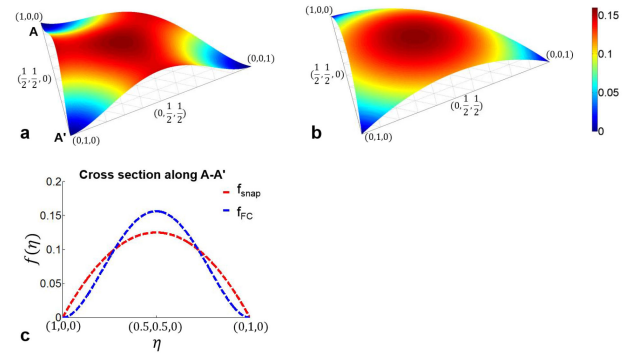 (1,0,0)
A
(1/2,1/2,0)
A'
(0,1,0)
(0,1/2,1/2)
(0,0,1)
a
(1,0,0)
(1/2,1/2,0)
(0,1,0)
(0,1/2,1/2)
(0,0,1)
b
0.15
0.1
0.05
0
Cross section along A-A'
f_snap
f_FC
0.2
0.15
0.1
0.05
0
f(η)
(1,0,0)
(0.5,0.5,0)
(0,1,0)
η
c